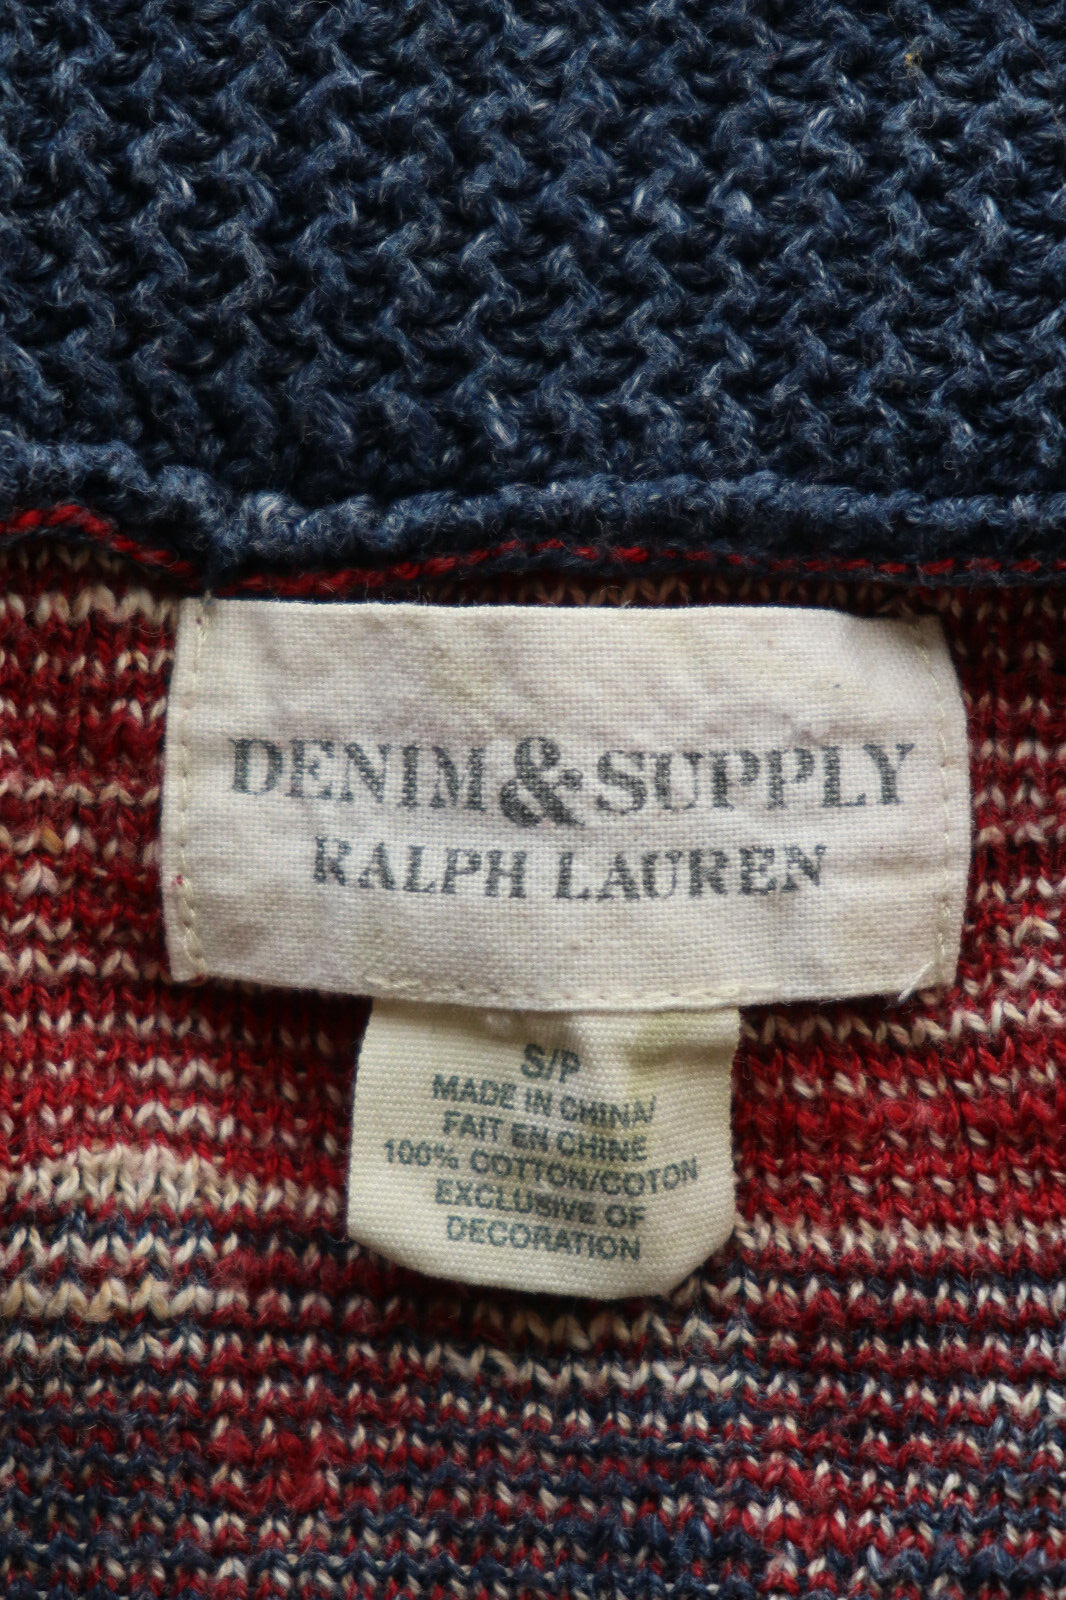 DENIM&SUPPLY
RALPH LAUREN
S/P
MADE IN CHINA/
FAIT EN CHINE
100% COTTON/COTON
EXCLUSIVE OF
DECORATION